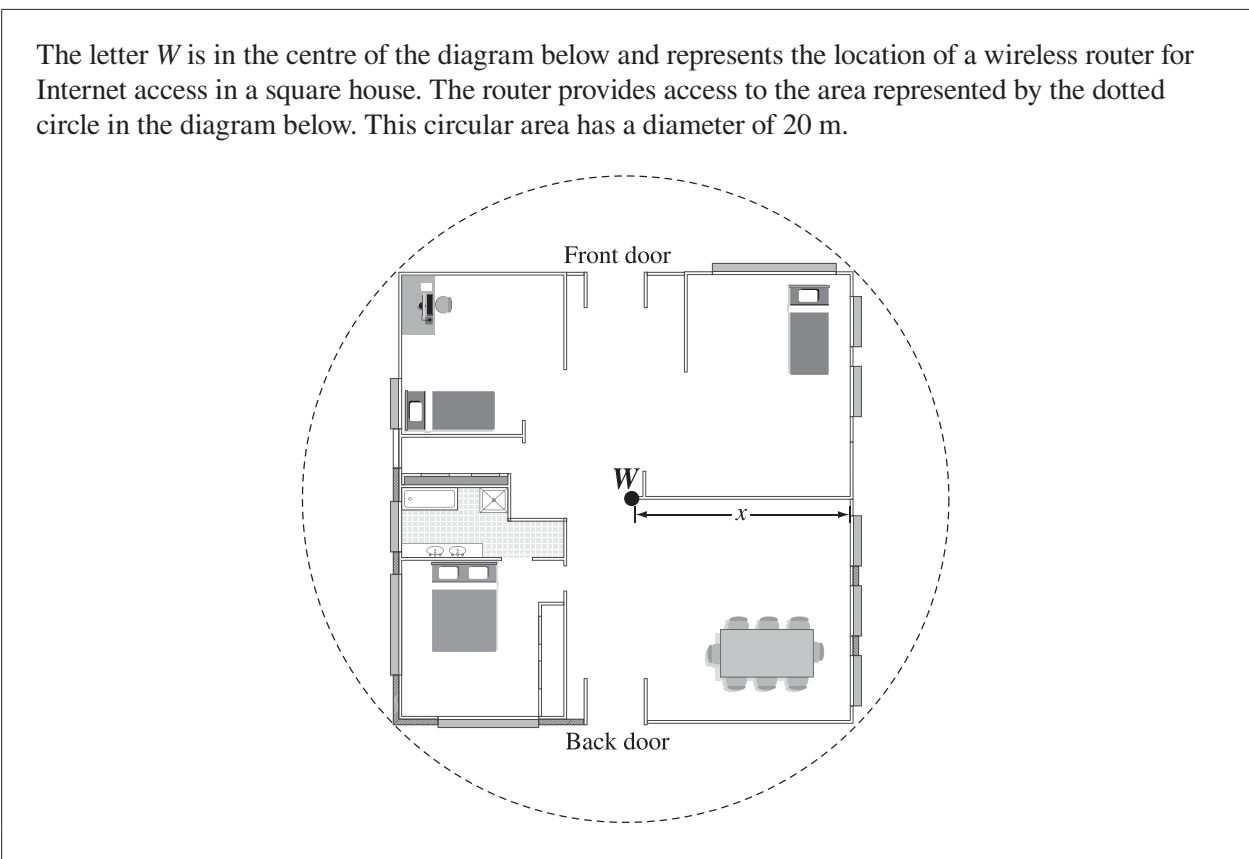 The letter W is in the centre of the diagram below and represents the location of a wireless router for
Internet access in a square house. The router provides access to the area represented by the dotted
circle in the diagram below. This circular area has a diameter of 20 m.
Front door
W
x
Back door